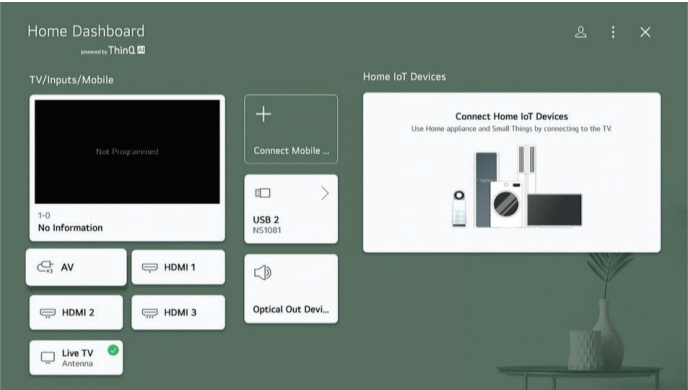 Home Dashboard
powered by ThinQ AI
TV/Inputs/Mobile
Not Programmed
1-0
No Information
AV
HDMI 1
HDMI 2
HDMI 3
Live TV
Antenna
Connect Mobile ...
USB 2
NS1081
Optical Out Devi...
Home IoT Devices
Connect Home IoT Devices
Use Home appliance and Small Things by connecting to the TV.